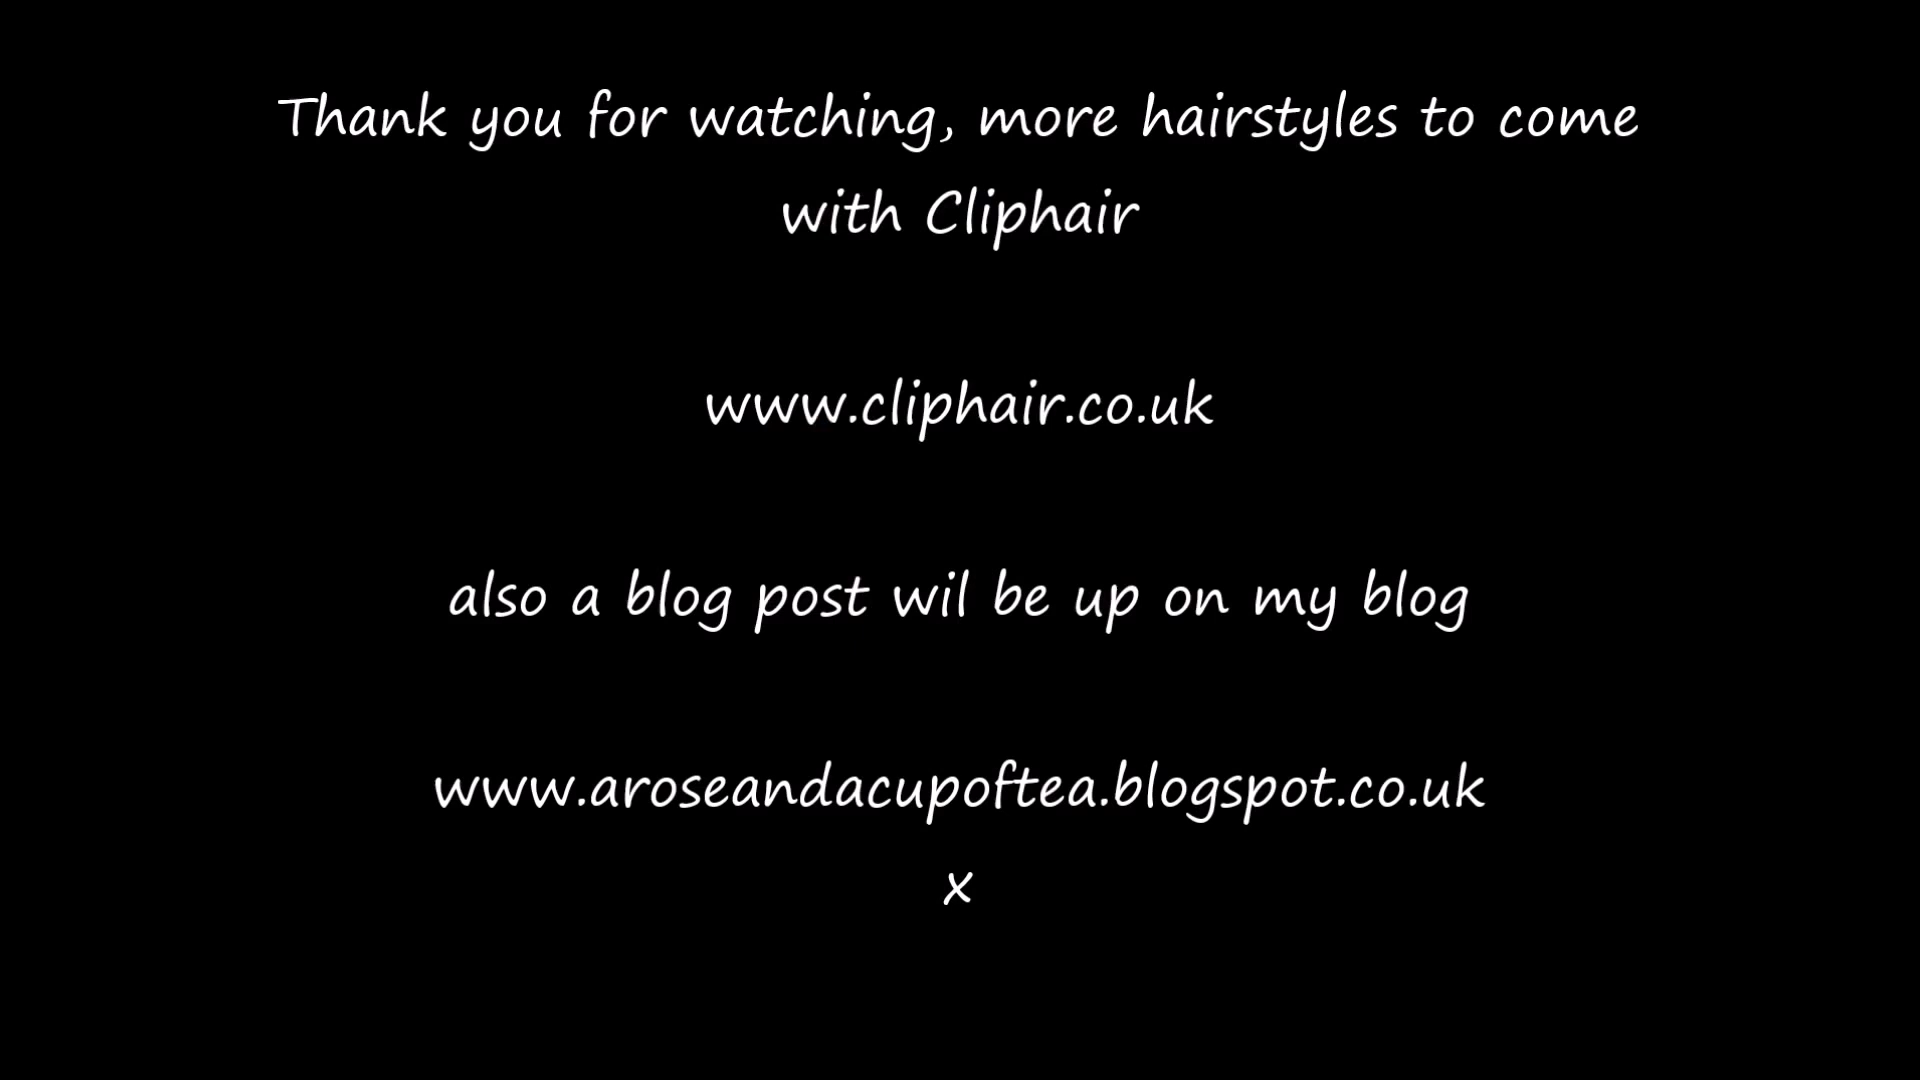 Thank you for watching, more hairstyles to come
with Cliphair
www.cliphair.co.uk
also a blog post wil be up on my blog
www.aroseandacupoftea.blogspot.co.uk
x